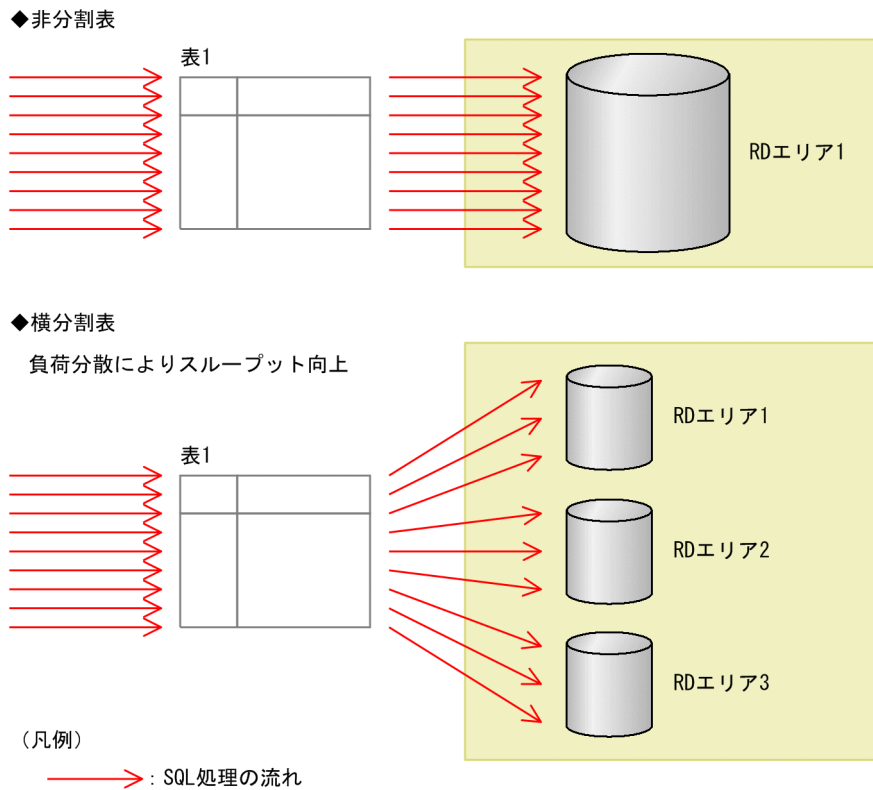 ◆非分割表
表1
RDエリア1
◆横分割表
負荷分散によりスループット向上
表1
RDエリア1
RDエリア2
RDエリア3
（凡例）
：SQL処理の流れ